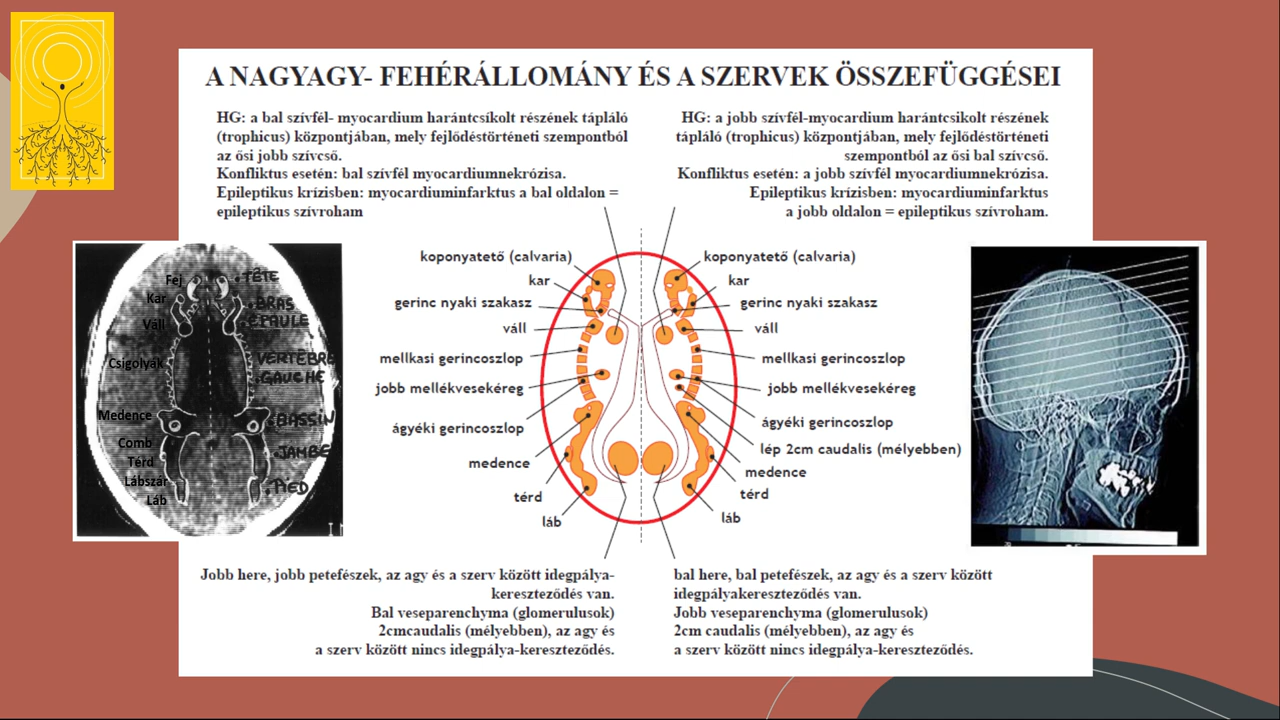 A NAGYAGY- FEHÉRÁLLOMÁNY ÉS A SZERVEK ÖSSZEFÜGGÉSEI
HG: a bal szívfél- myocardium harántcsíkolt részének tápláló
(trophicus) központjában, mely fejlődéstörténeti szempontból
az ősi jobb szívcső.
Konfliktus esetén: bal szívfél myocardiumnekrózisa.
Epileptikus krízisben: myocardiuminfarktus a bal oldalon =
epileptikus szívroham
HG: a jobb szívfél-myocardium harántcsikolt részének
tápláló (trophicus) központjában, mely fejlődéstörténeti
szempontból az ősi bal szívcső.
Konfliktus esetén: a jobb szívfél myocardiumnekrózisa.
Epileptikus krízisben: myocardiuminfarktus
a jobb oldalon = epileptikus szívroham.
Fej
Kar
Váll
Csigolyák
Medence
Comb
Térd
Lábszár
Láb
TÊTE
BRAS
EPAULE
VERTÈBRE
GAUCHE
BASSIN
JAMBE
PIED
koponyatető (calvaria)
kar
gerinc nyaki szakasz
váll
mellkasi gerincoszlop
jobb mellékvesekéreg
ágyéki gerincoszlop
medence
térd
láb
koponyatető (calvaria)
kar
gerinc nyaki szakasz
váll
mellkasi gerincoszlop
jobb mellékvesekéreg
ágyéki gerincoszlop
lép 2cm caudalis (mélyebben)
medence
térd
láb
Jobb here, jobb petefészek, az agy és a szerv között idegpálya-
kereszteződés van.
Bal veseparenchyma (glomerulusok)
2cmcaudalis (mélyebben), az agy és
a szerv között nincs idegpálya-kereszteződés.
bal here, bal petefészek, az agy és a szerv között
idegpályakereszteződés van.
Jobb veseparenchyma (glomerulusok)
2cm caudalis (mélyebben), az agy és
a szerv között nincs idegpálya-kereszteződés.